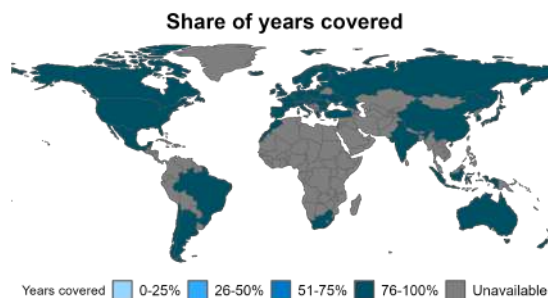 Share of years covered
Years covered 0-25% 26-50% 51-75% 76-100% Unavailable